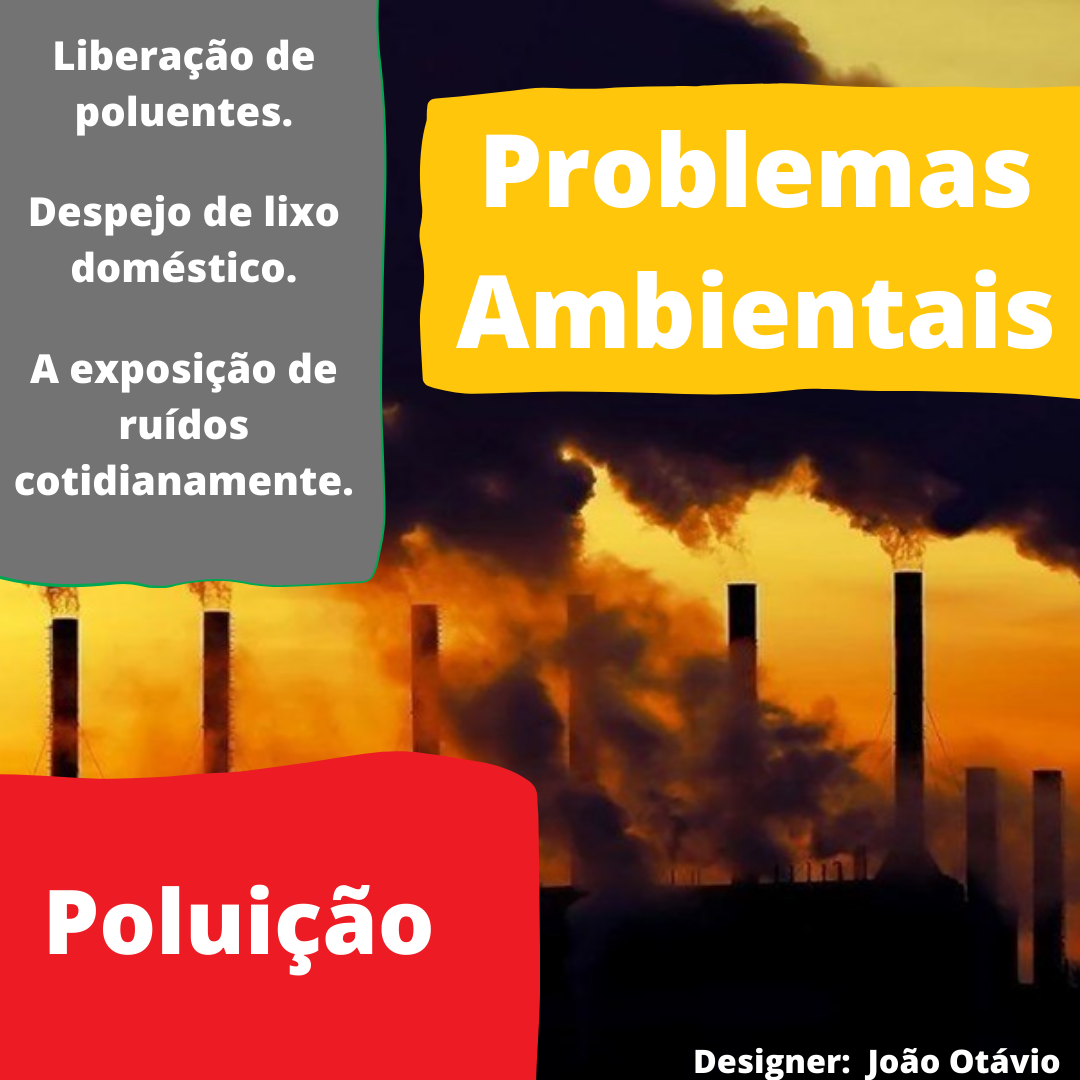 Liberação de
poluentes.
Despejo de lixo
doméstico.
A exposição de
ruídos
cotidianamente.
Problemas
Ambientais
Poluição
Designer: João Otávio